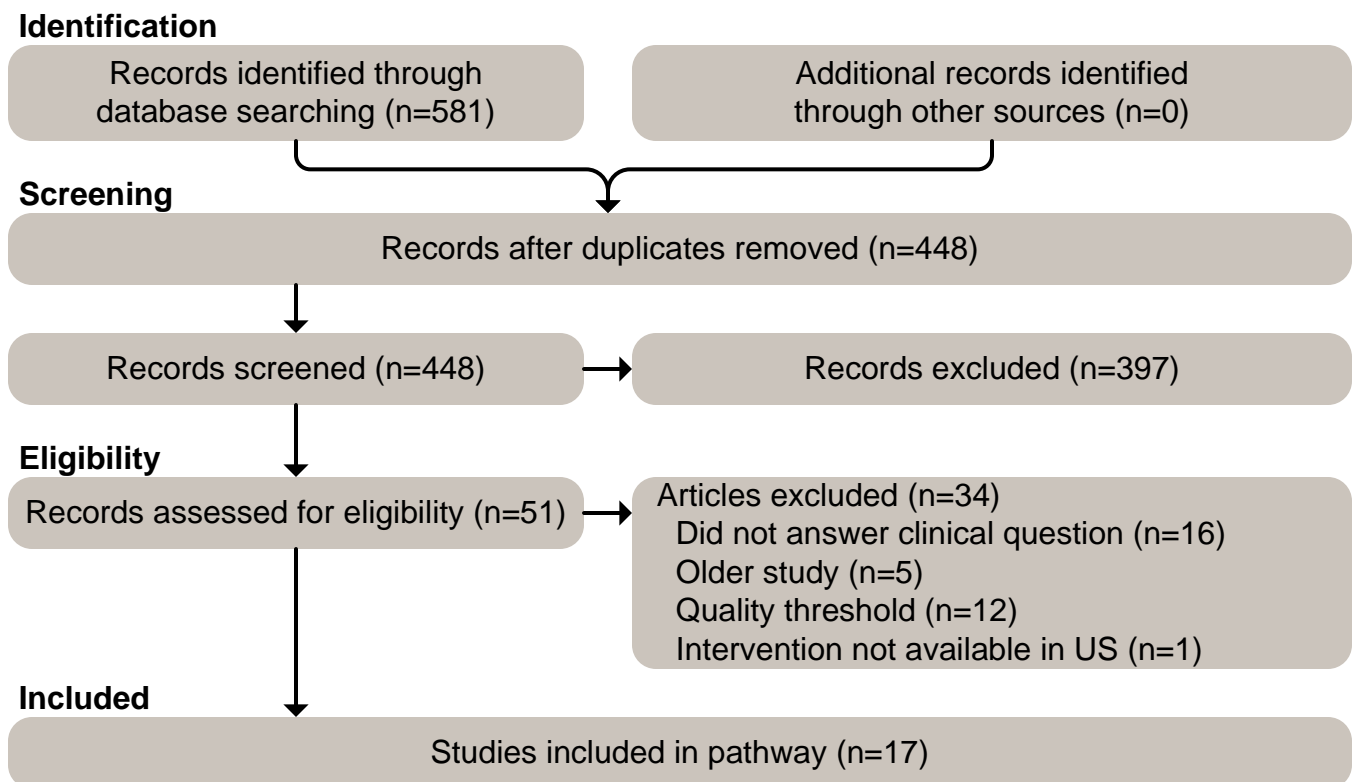 Identification
Records identified through
database searching (n=581)
Additional records identified
through other sources (n=0)
Screening
Records after duplicates removed (n=448)
Records screened (n=448)
Records excluded (n=397)
Eligibility
Records assessed for eligibility (n=51)
Articles excluded (n=34)
Did not answer clinical question (n=16)
Older study (n=5)
Quality threshold (n=12)
Intervention not available in US (n=1)
Included
Studies included in pathway (n=17)